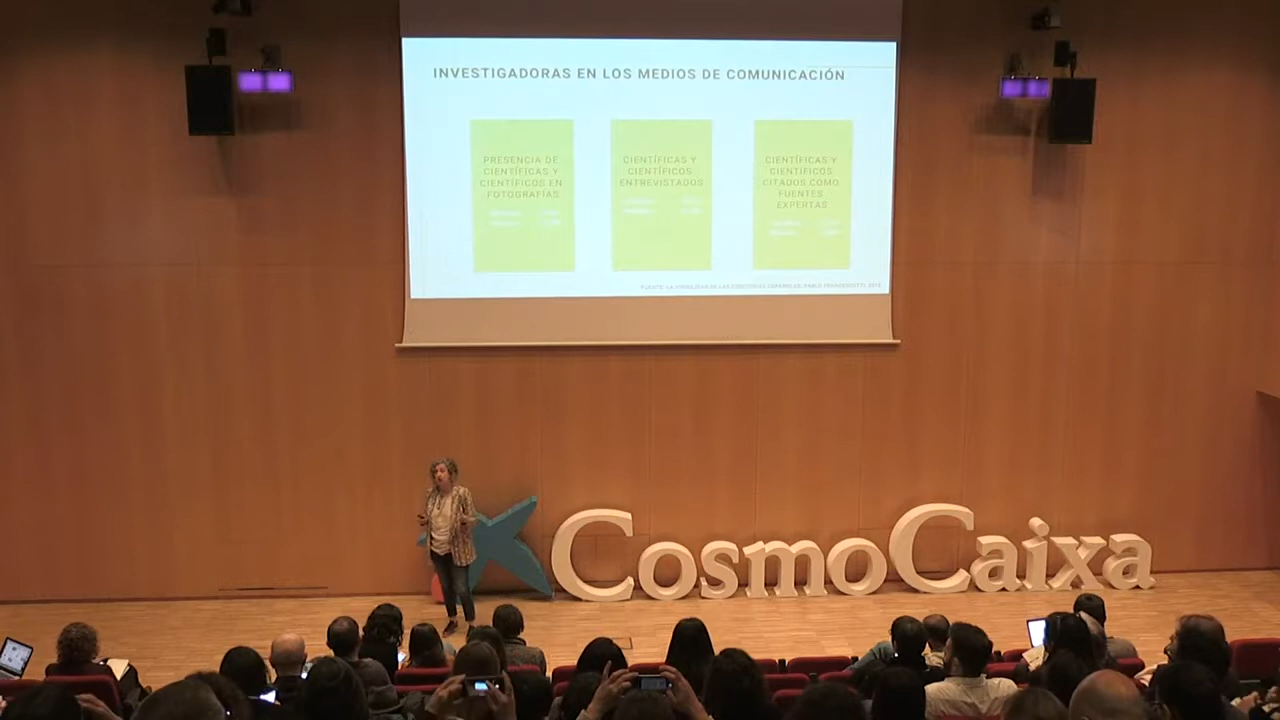 INVESTIGADORAS EN LOS MEDIOS DE COMUNICACIÓN
PRESENCIA DE
CIENTÍFICAS Y
CIENTÍFICOS EN
FOTOGRAFÍAS
CIENTÍFICAS Y
CIENTÍFICOS
ENTREVISTADOS
CIENTÍFICAS Y
CIENTÍFICOS
CITADOS COMO
FUENTES
EXPERTAS
CosmoCaixa